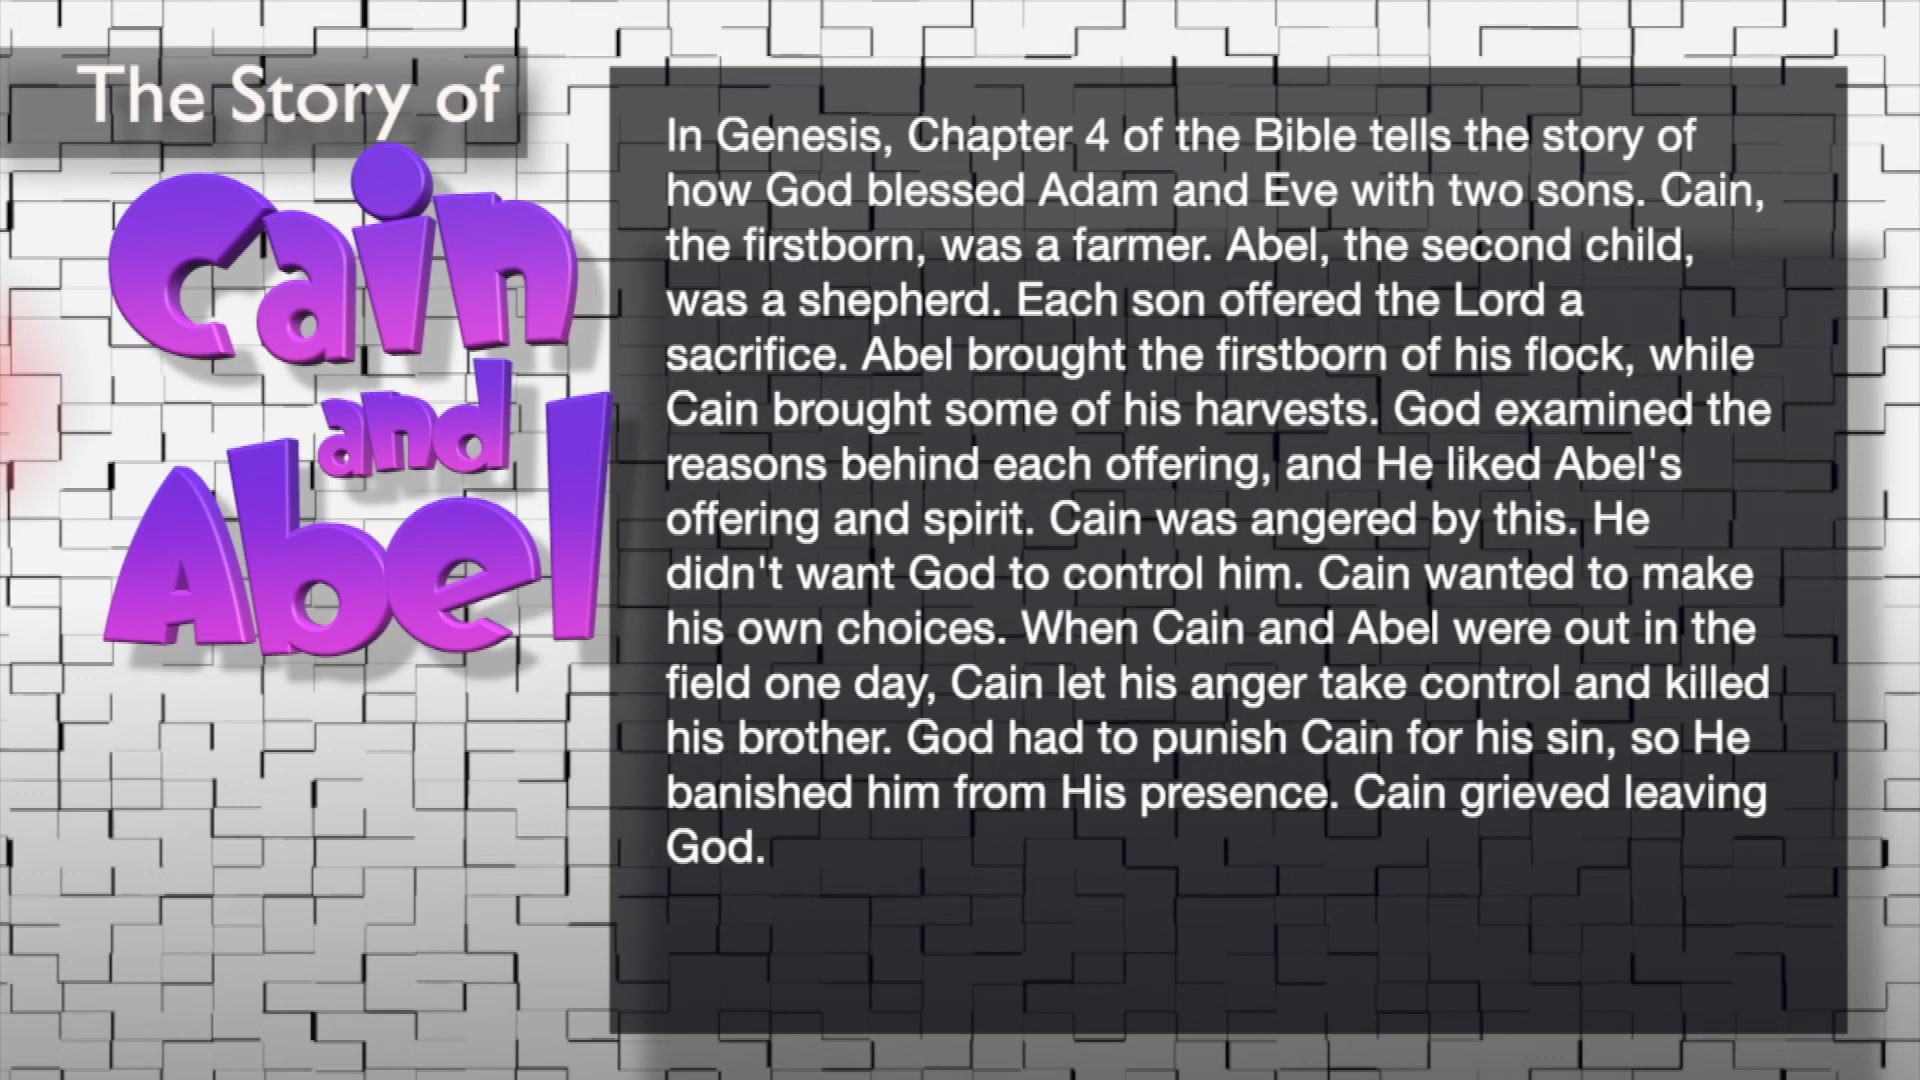 The Story of
Cain
and
Abel
In Genesis, Chapter 4 of the Bible tells the story of
how God blessed Adam and Eve with two sons. Cain,
the firstborn, was a farmer. Abel, the second child,
was a shepherd. Each son offered the Lord a
sacrifice. Abel brought the firstborn of his flock, while
Cain brought some of his harvests. God examined the
reasons behind each offering, and He liked Abel's
offering and spirit. Cain was angered by this. He
didn't want God to control him. Cain wanted to make
his own choices. When Cain and Abel were out in the
field one day, Cain let his anger take control and killed
his brother. God had to punish Cain for his sin, so He
banished him from His presence. Cain grieved leaving
God.